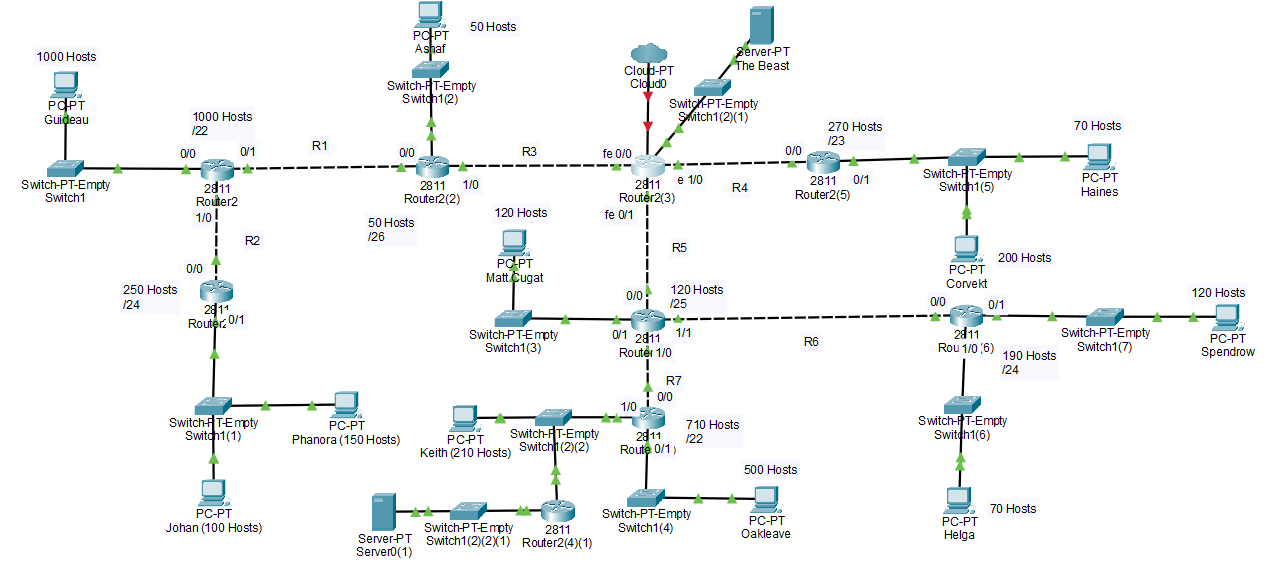 50 Hosts
PC-PT
Ashaf
1000 Hosts
PC-PT
Guideau
Switch-PT-Empty
Switch1(2)
Cloud-PT
Cloud0
Server-PT
The Beast
Switch-PT-Empty
Switch1(2)(1)
1000 Hosts
/22
R1
0/0
0/1
2811
Router2
1/0
Switch-PT-Empty
Switch1
0/0
1/0
2811
Router2(2)
R3
50 Hosts
/26
fe 0/0
e 1/0
2811
Router2(3)
fe 0/1
R4
270 Hosts
/23
0/0
0/1
2811
Router2(5)
70 Hosts
PC-PT
Haines
Switch-PT-Empty
Switch1(5)
PC-PT
Corvekt
200 Hosts
R2
250 Hosts
/24
0/0
0/1
120 Hosts
PC-PT
Matt Cugat
R5
120 Hosts
/25
0/0
0/1
1/1
2811
1/0
Switch-PT-Empty
Switch1(3)
R6
0/0
0/1
2811
1/0
190 Hosts
/24
Switch-PT-Empty
Switch1(7)
120 Hosts
PC-PT
Spendrow
R7
0/0
1/0
2811
0/1
710 Hosts
/22
Switch-PT-Empty
Switch1(1)
PC-PT
Phanora (150 Hosts)
PC-PT
Johan (100 Hosts)
PC-PT
Keith (210 Hosts)
Switch-PT-Empty
Switch1(2)(2)
Switch-PT-Empty
Switch1(6)
500 Hosts
Switch-PT-Empty
Switch1(4)
PC-PT
Oakleave
PC-PT
Helga
70 Hosts
Server-PT
Server0(1)
Switch-PT-Empty
Switch1(2)(2)(1)
2811
Router2(4)(1)